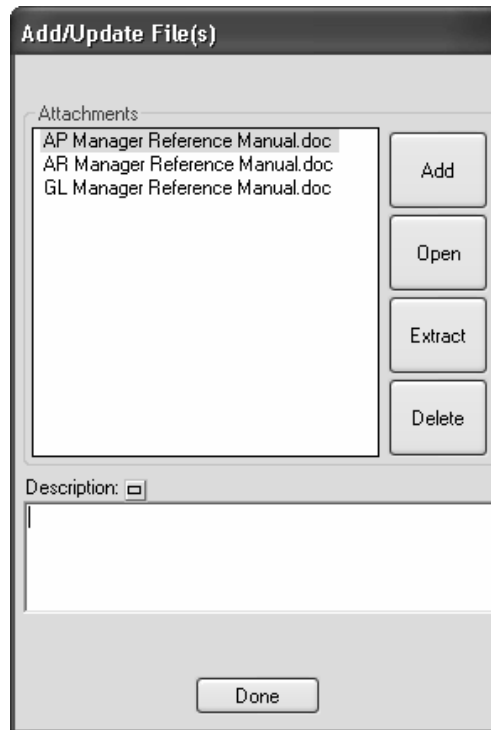 Add/Update File(s)
Attachments
AP Manager Reference Manual.doc
AR Manager Reference Manual.doc
GL Manager Reference Manual.doc
Add
Open
Extract
Delete
Description:
Done